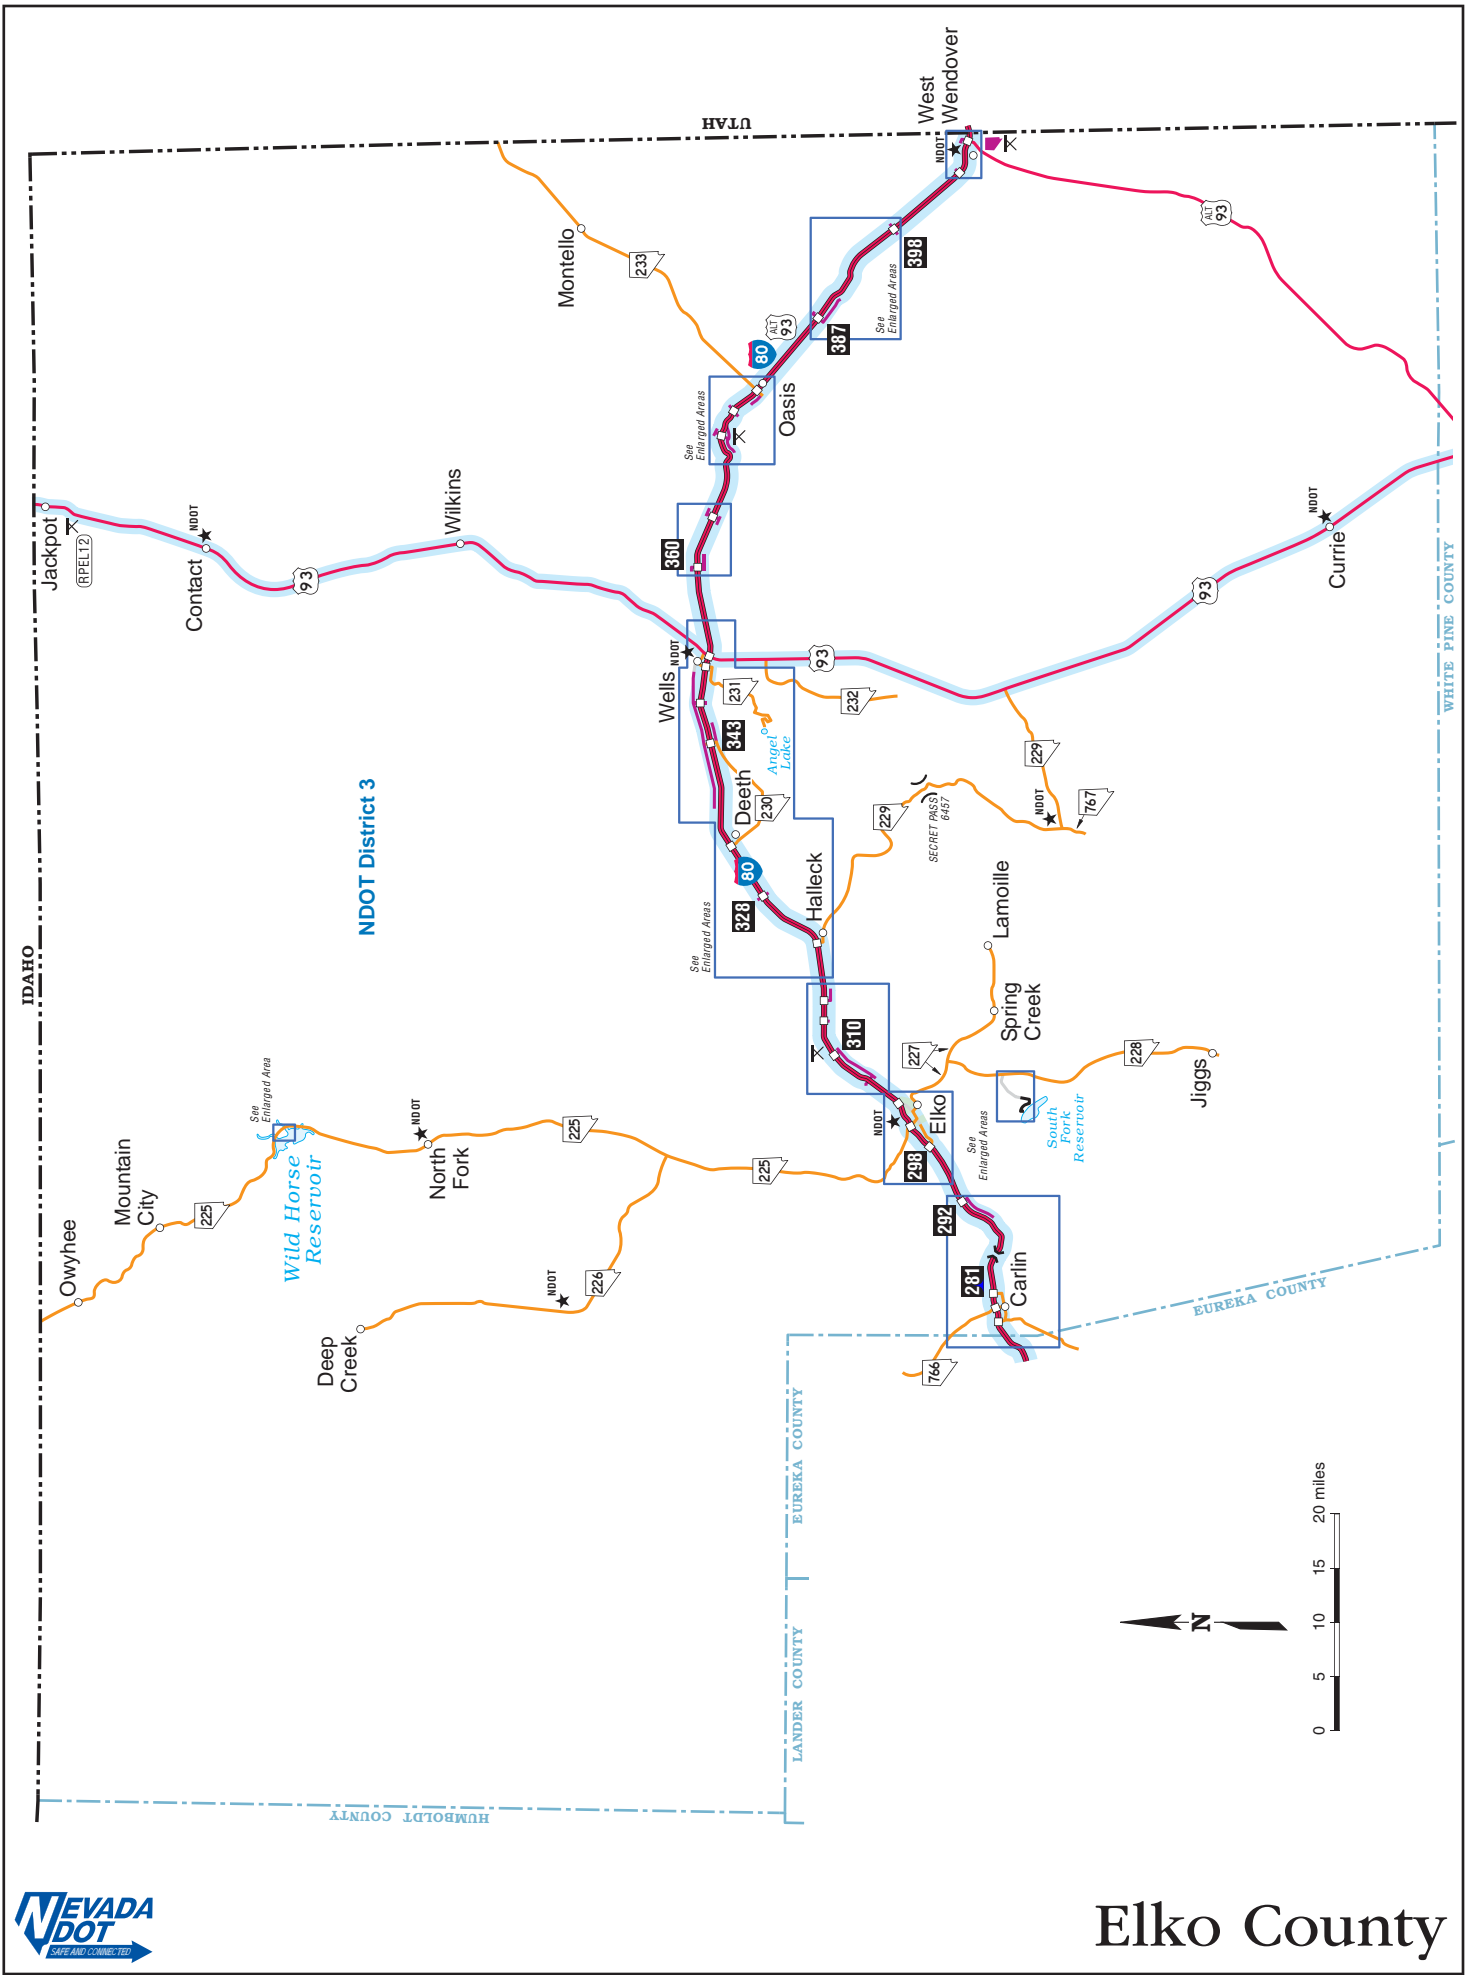 West
Wendover
UTAH
NDOT
ALT
93
Montello
233
398
See
Enlarged Areas
ALT
93
387
80
Oasis
See
Enlarged Areas
Jackpot
RPEL12
NDOT
Contact
93
Wilkins
360
NDOT
Currie
93
WHITE PINE COUNTY
NDOT
Wells
93
231
232
343
Angel
Lake
229
NDOT District 3
Deeth
230
229
SECRET PASS
6457
NDOT
767
80
328
Halleck
See
Enlarged Areas
Lamoille
IDAHO
Spring
Creek
310
227
228
Jiggs
See
Enlarged Area
NDOT
North
Fork
225
225
NDOT
Elko
298
See
Enlarged Areas
South
Fork
Reservoir
Mountain
City
225
Wild Horse
Reservoir
Owyhee
292
NDOT
226
281
Carlin
EUREKA COUNTY
Deep
Creek
766
EUREKA COUNTY
LANDER COUNTY
HUMBOLDT COUNTY
N
0 5 10 15 20 miles
NEVADA
DOT
SAFE AND CONNECTED
Elko County